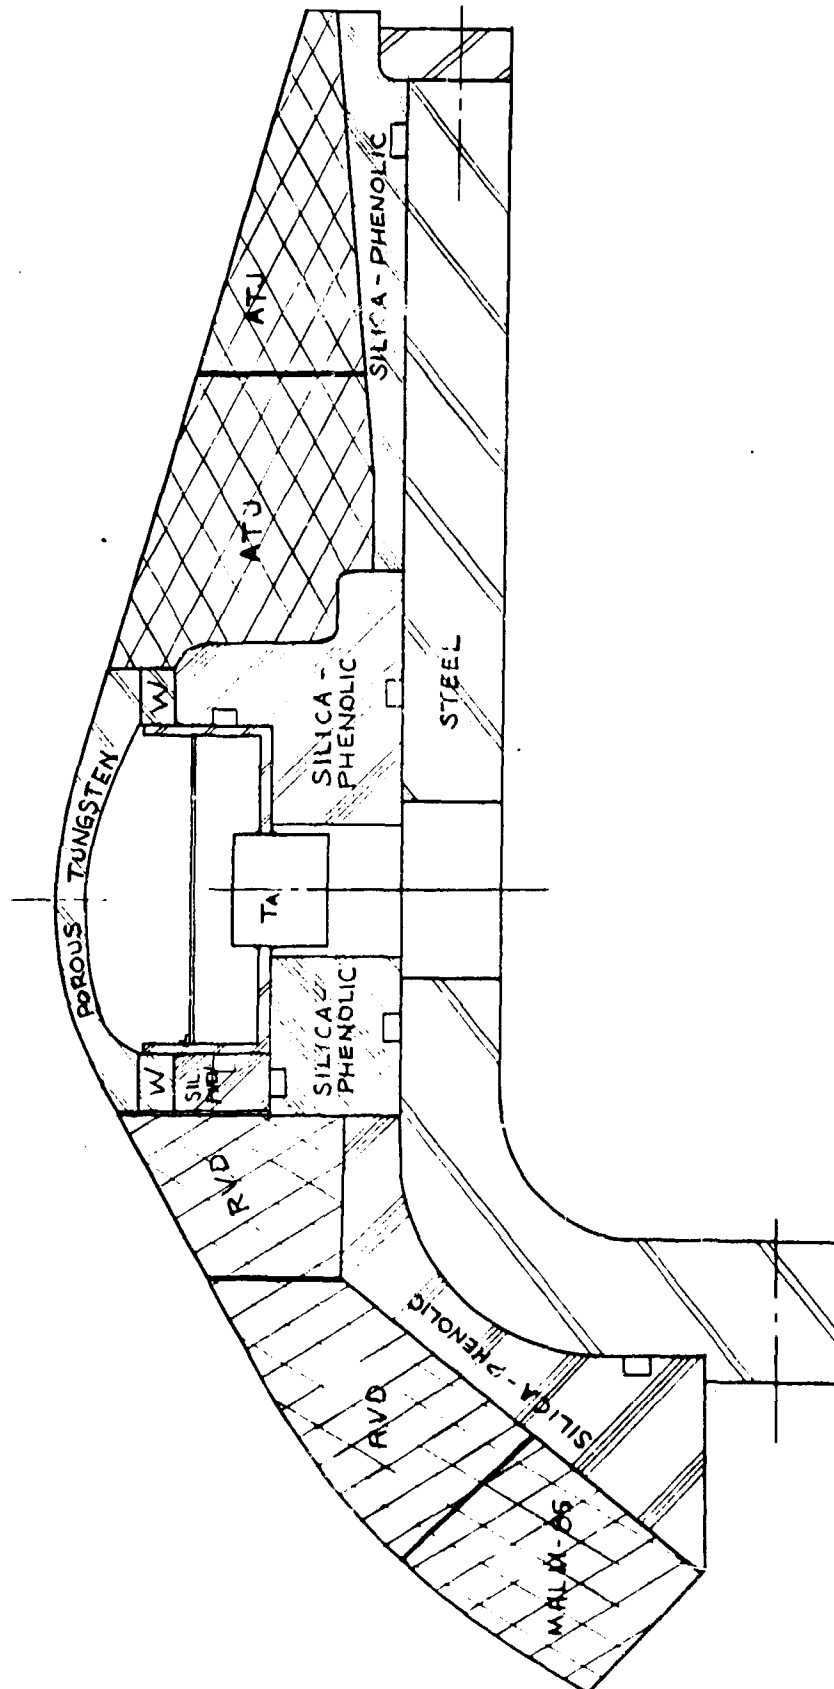 ATJ
SILICA-PHENOLIC
ATJ
SILICA-
PHENOLIC
STEEL
W
POROUS TUNGSTEN
TA
SILICA-
PHENOLIC
W
SIL
PHEN
RVD
SILICA-PHENOLIC
RVD